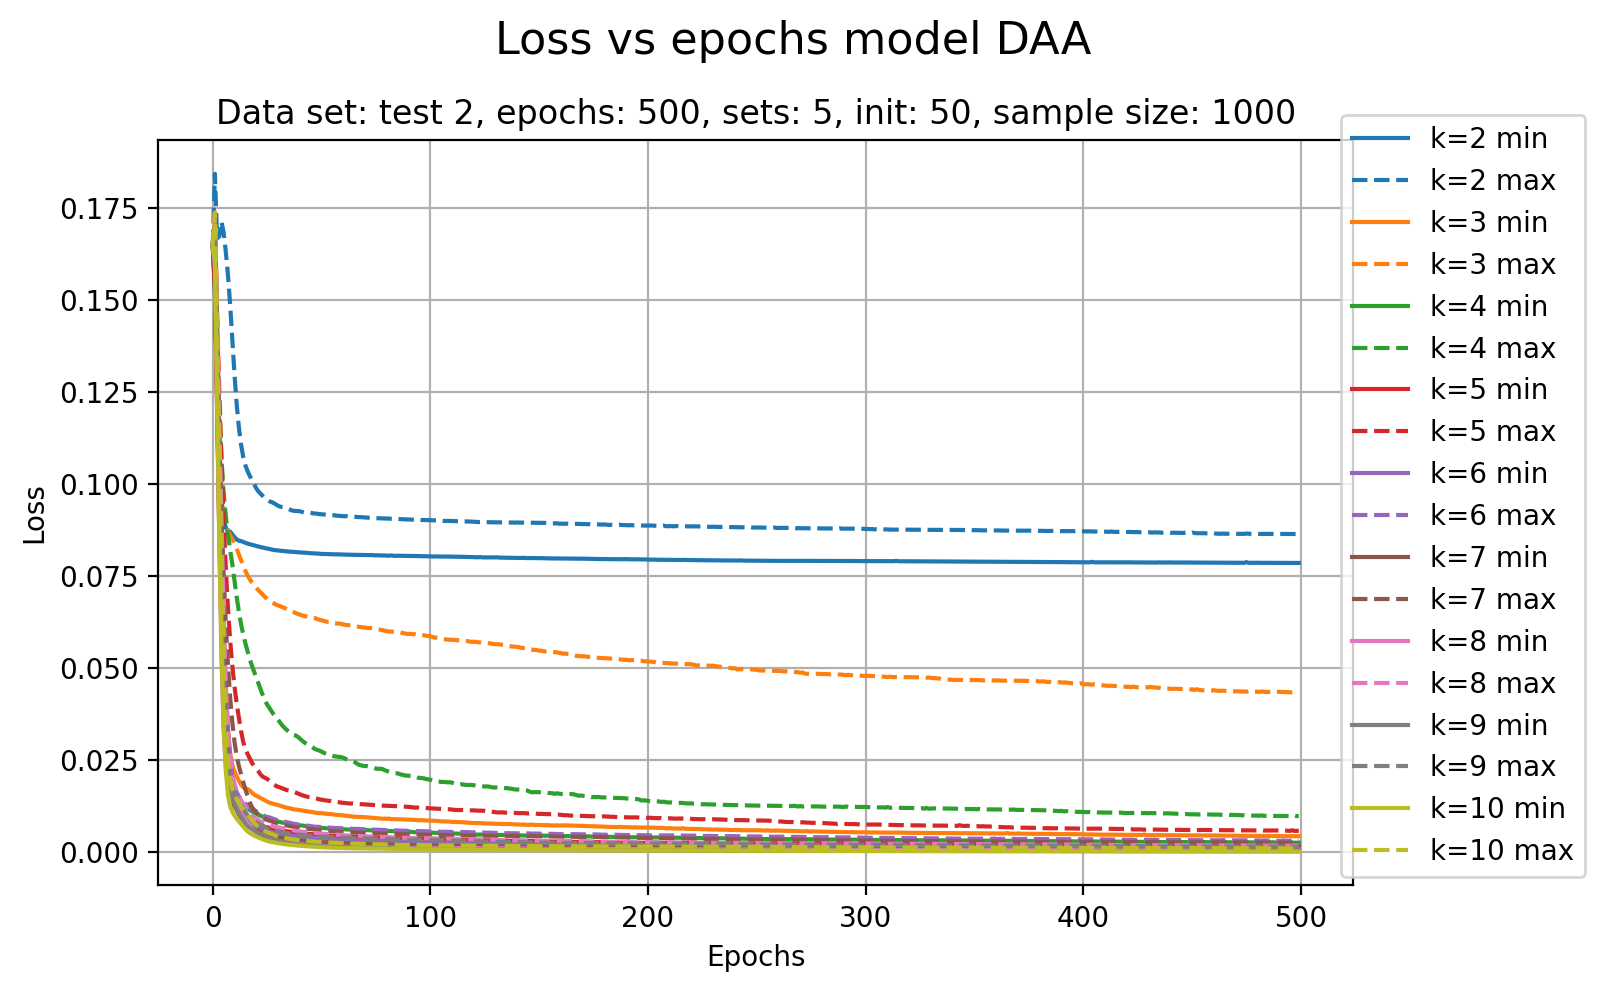 Loss vs epochs model DAA
Data set: test 2, epochs: 500, sets: 5, init: 50, sample size: 1000
Loss
0.175
0.150
0.125
0.100
0.075
0.050
0.025
0.000
0 100 200 300 400 500
Epochs
k=2 min
k=2 max
k=3 min
k=3 max
k=4 min
k=4 max
k=5 min
k=5 max
k=6 min
k=6 max
k=7 min
k=7 max
k=8 min
k=8 max
k=9 min
k=9 max
k=10 min
k=10 max